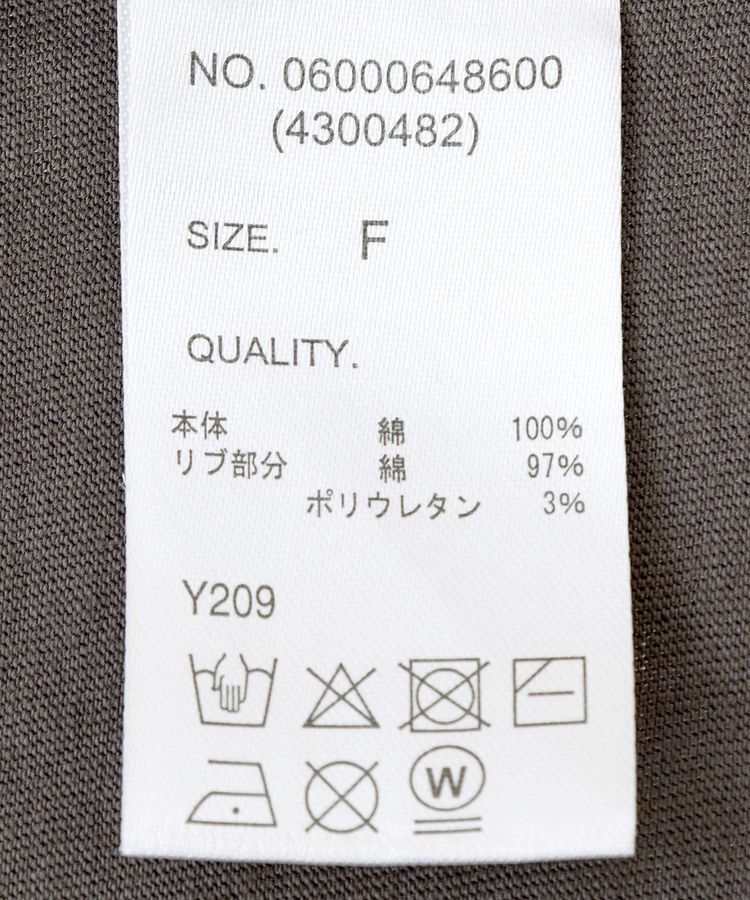 NO. 06000648600
(4300482)
SIZE. F
QUALITY.
本体 綿 100%
リブ部分 綿 97%
ポリウレタン 3%
Y209
W